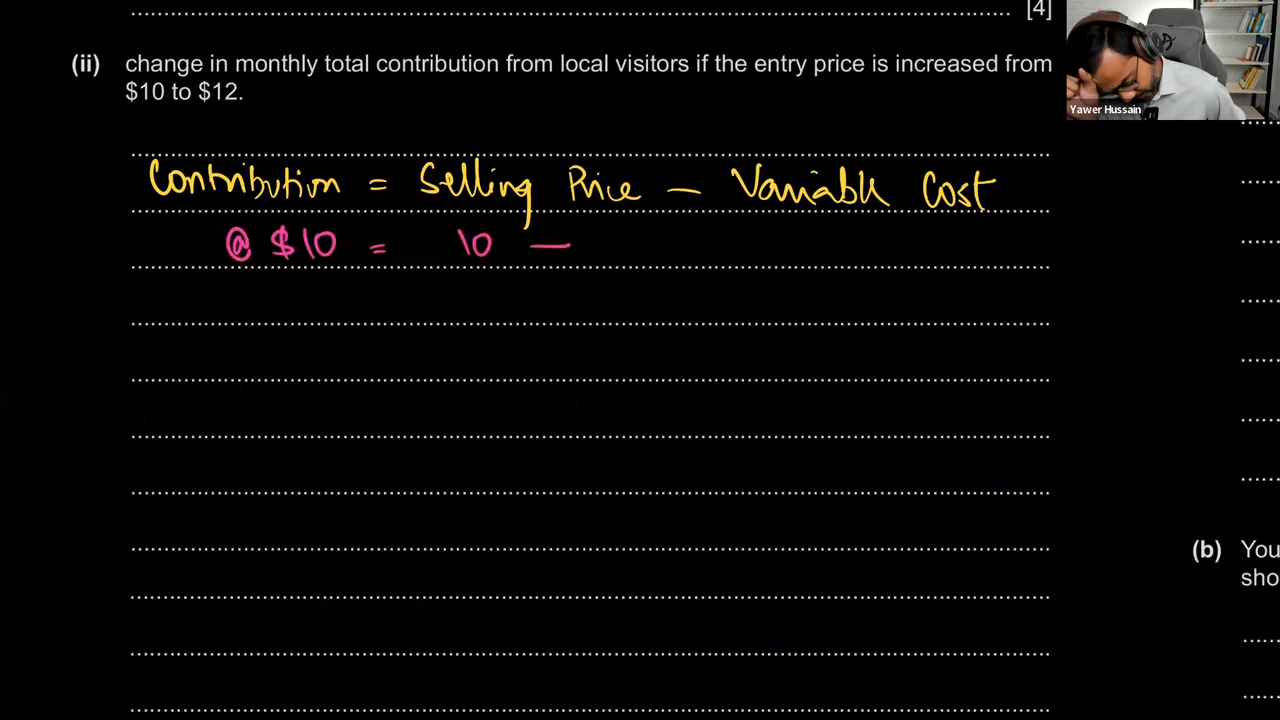 [4]
(ii) change in monthly total contribution from local visitors if the entry price is increased from
$10 to $12.
Contribution = Selling Price – Variable Cost
@ $10 = 10 –
Yawer Hussain
(b) You
sho